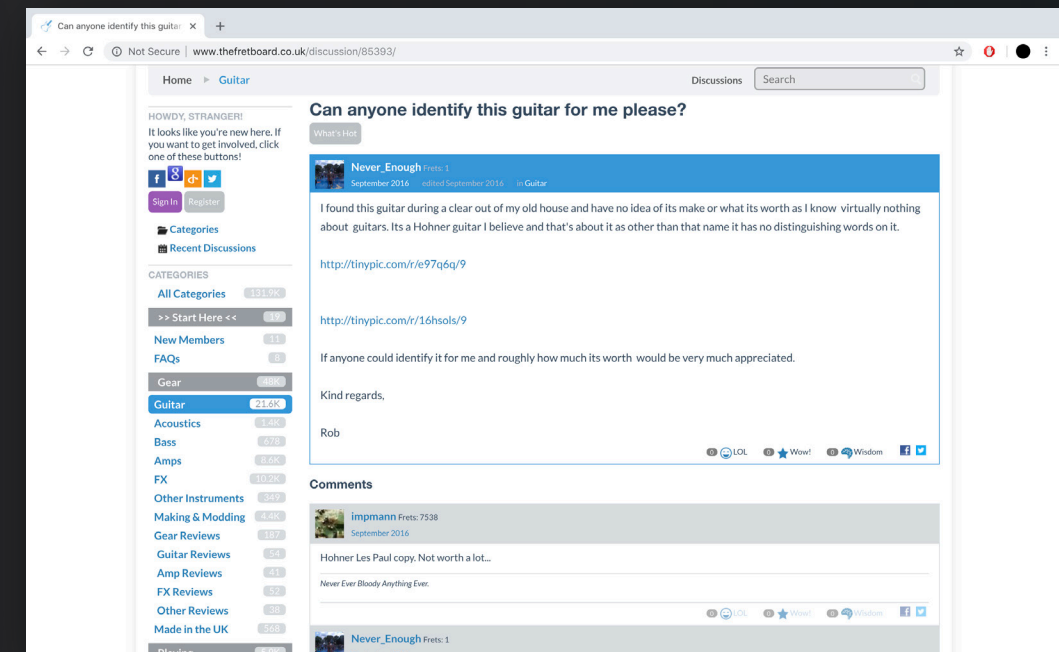 Can anyone identify this guitar
Not Secure | www.thefretboard.co.uk/discussion/85393/
Home Guitar
Discussions Search
HOWDY, STRANGER!
It looks like you're new here. If
you want to get involved, click
one of these buttons!
Sign In Register
Categories
Recent Discussions
CATEGORIES
All Categories 131.9K
>> Start Here << 19
New Members 11
FAQs 8
Gear 48K
Guitar 21.6K
Acoustics 1.4K
Bass 678
Amps 8.6K
FX 10.2K
Other Instruments 349
Making & Modding 4.4K
Gear Reviews 187
Guitar Reviews 54
Amp Reviews 41
FX Reviews 52
Other Reviews 38
Made in the UK 568
Can anyone identify this guitar for me please?
What's Hot
Never_Enough Frets: 1
September 2016 edited September 2016 in Guitar
I found this guitar during a clear out of my old house and have no idea of its make or what its worth as I know virtually nothing
about guitars. Its a Hohner guitar I believe and that's about it as other than that name it has no distinguishing words on it.
http://tinypic.com/r/e97q6q/9
http://tinypic.com/r/16hsols/9
If anyone could identify it for me and roughly how much its worth would be very much appreciated.
Kind regards,
Rob
0 LOL 0 Wow! 0 Wisdom
Comments
impmann Frets: 7538
September 2016
Hohner Les Paul copy. Not worth a lot...
Never Ever Bloody Anything Ever.
0 LOL 0 Wow! 0 Wisdom
Never_Enough Frets: 1